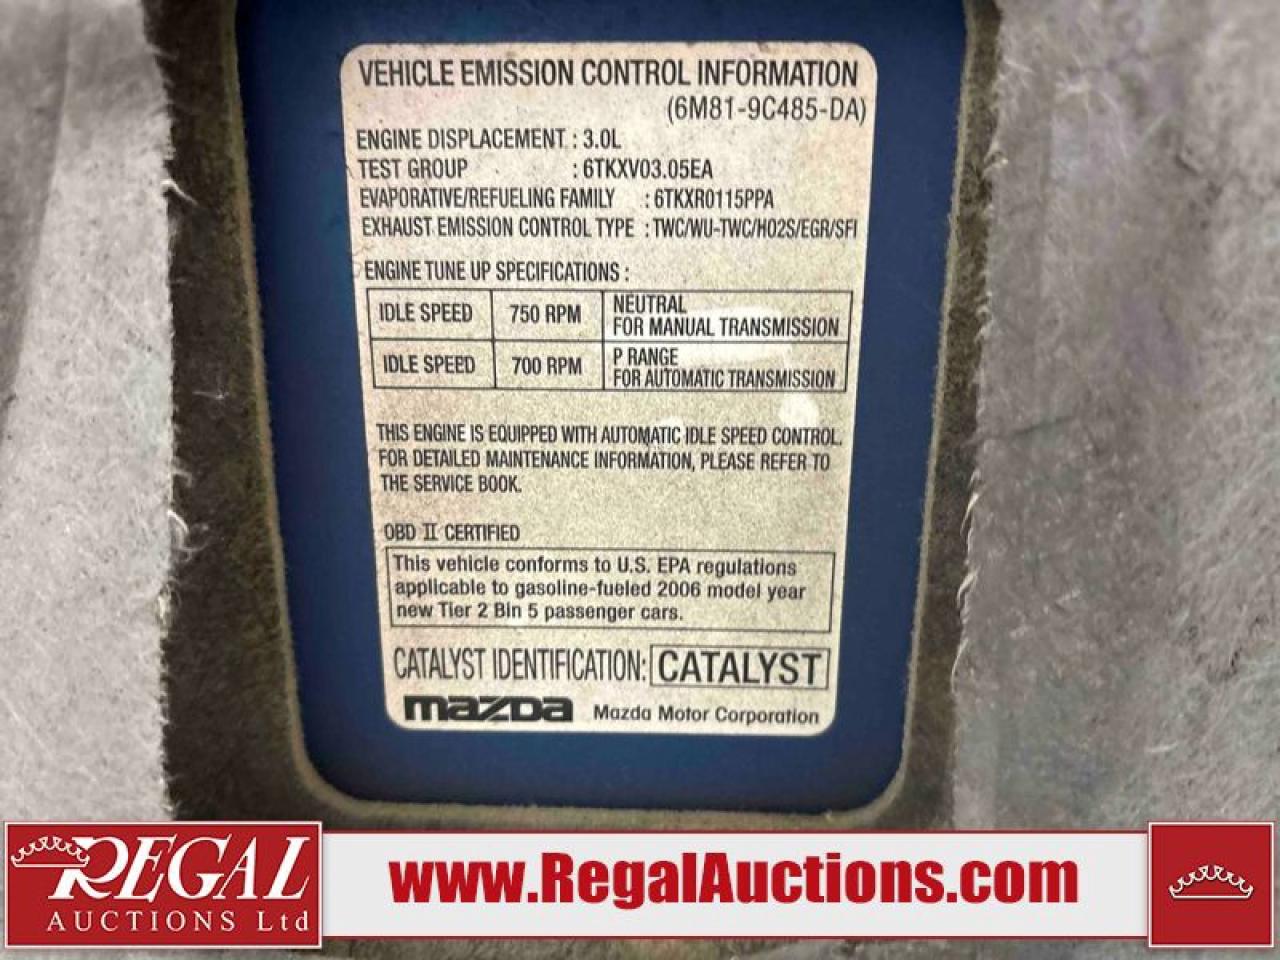 VEHICLE EMISSION CONTROL INFORMATION
(6M81-9C485-DA)
ENGINE DISPLACEMENT : 3.0L
TEST GROUP : 6TKXV03.05EA
EVAPORATIVE/REFUELING FAMILY : 6TKXR0115PPA
EXHAUST EMISSION CONTROL TYPE : TWC/WU-TWC/HO2S/EGR/SFI
ENGINE TUNE UP SPECIFICATIONS :
IDLE SPEED 750 RPM NEUTRAL
FOR MANUAL TRANSMISSION
IDLE SPEED 700 RPM P RANGE
FOR AUTOMATIC TRANSMISSION
THIS ENGINE IS EQUIPPED WITH AUTOMATIC IDLE SPEED CONTROL.
FOR DETAILED MAINTENANCE INFORMATION, PLEASE REFER TO
THE SERVICE BOOK.
OBD II CERTIFIED
This vehicle conforms to U.S. EPA regulations
applicable to gasoline-fueled 2006 model year
new Tier 2 Bin 5 passenger cars.
CATALYST IDENTIFICATION: CATALYST
mazda Mazda Motor Corporation
REGAL
AUCTIONS Ltd
www.RegalAuctions.com